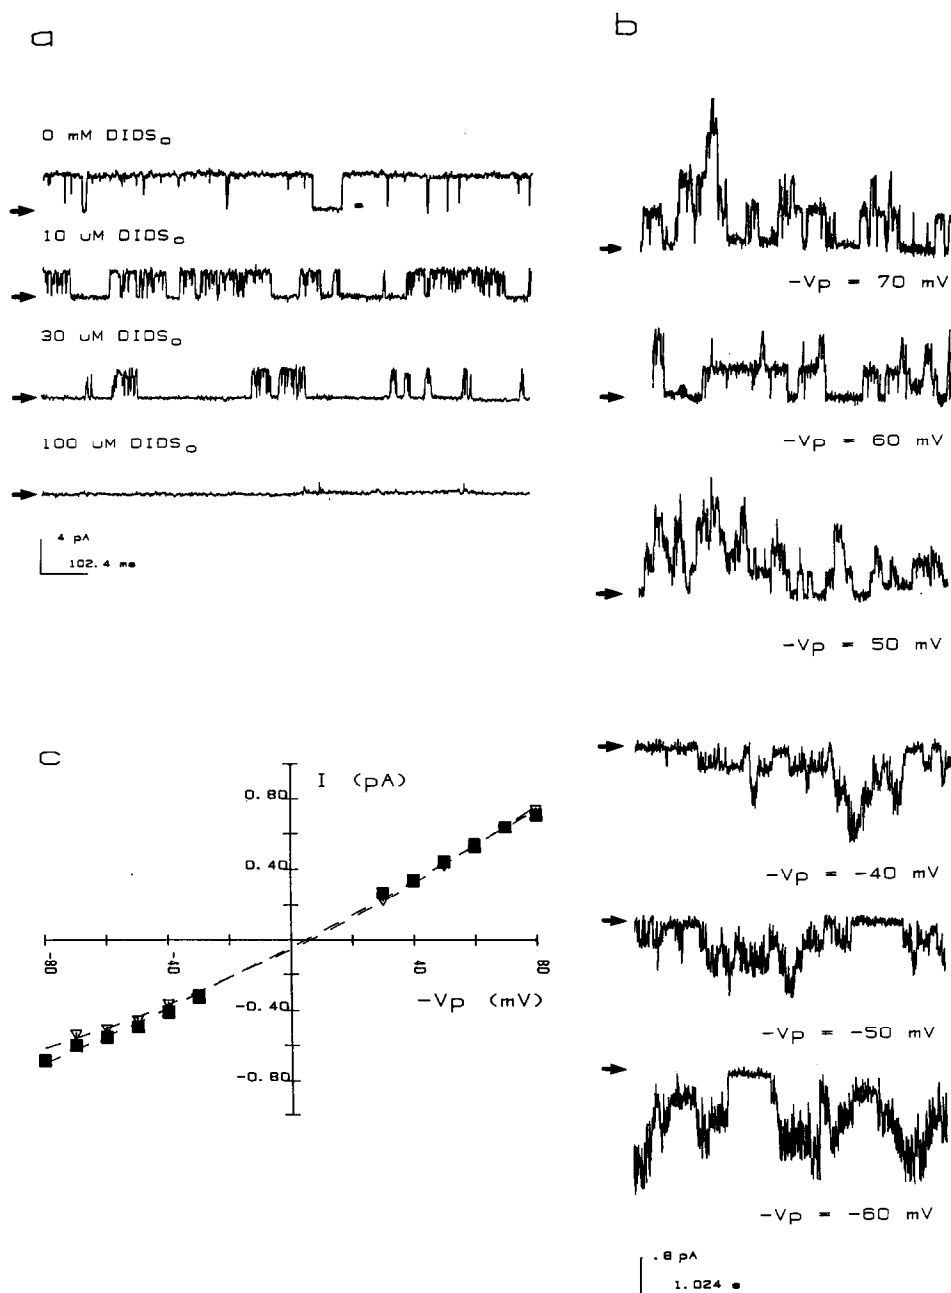 a
0 mM DIDSo
10 uM DIDSo
30 uM DIDSo
100 uM DIDSo
4 pA
102.4 ms
b
-Vp = 70 mV
-Vp = 60 mV
-Vp = 50 mV
-Vp = -40 mV
-Vp = -50 mV
-Vp = -60 mV
.8 pA
1.024 s
c
I (pA)
0.80
0.40
-80
-40
40
80
-Vp (mV)
-0.40
-0.80